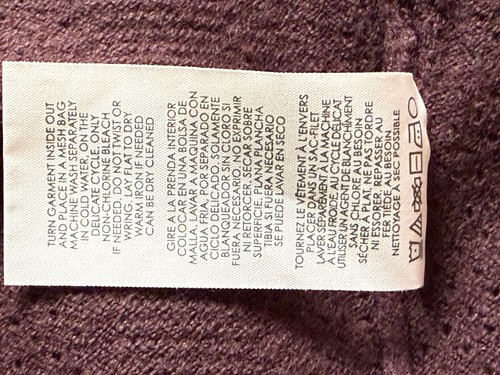 TURN GARMENT INSIDE OUT
AND PLACE IN A MESH BAG
MACHINE WASH SEPARATELY
IN COLD WATER, ON THE
DELICATE CYCLE. ONLY
NON-CHLORINE BLEACH
IF NEEDED. DO NOT TWIST OR
WRING. LAY FLAT TO DRY
WARM IRON IF NEEDED
CAN BE DRY CLEANED
GIRE A LA PRENDA INTERIOR
COLOCAR EN UNA BOLSA DE
MALLA. LAVAR A MAQUINA CON
AGUA FRIA, POR SEPARADO EN
CICLO DELICADO. SOLAMENTE
BLANQUEADOR SIN CLORO SI
FUERA NECESARIO. NO EXPRIMIR
NI RETORCER, SECAR SOBRE
SUPERFICIE, PLANA PLANCHA
TIBIA SI FUERA NECESARIO
SE PUEDE LAVAR EN SECO
TOURNEZ LE VÊTEMENT À L'ENVERS
PLACER DANS UN SAC-FILET
LAVER SÉPARÉMENT À LA MACHINE
À L'EAU FROIDE, CYCLE DÉLICAT
UTILISER UN AGENT DE BLANCHIMENT
SANS CHLORE AU BESOIN
SÉCHER À PLAT. NE PAS TORDRE
NI ESSORER. REPASSER AU
FER TIÈDE AU BESOIN
NETTOYAGE À SEC POSSIBLE